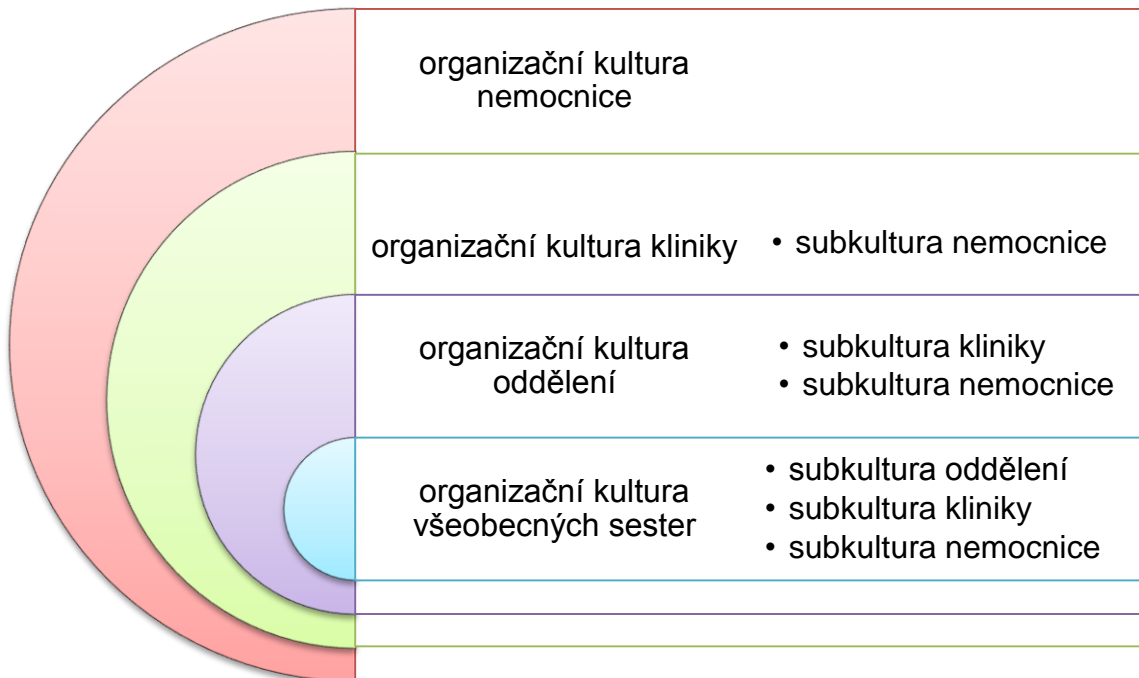 organizační kultura
nemocnice
organizační kultura kliniky
• subkultura nemocnice
organizační kultura
oddělení
• subkultura kliniky
• subkultura nemocnice
organizační kultura
všeobecných sester
• subkultura oddělení
• subkultura kliniky
• subkultura nemocnice